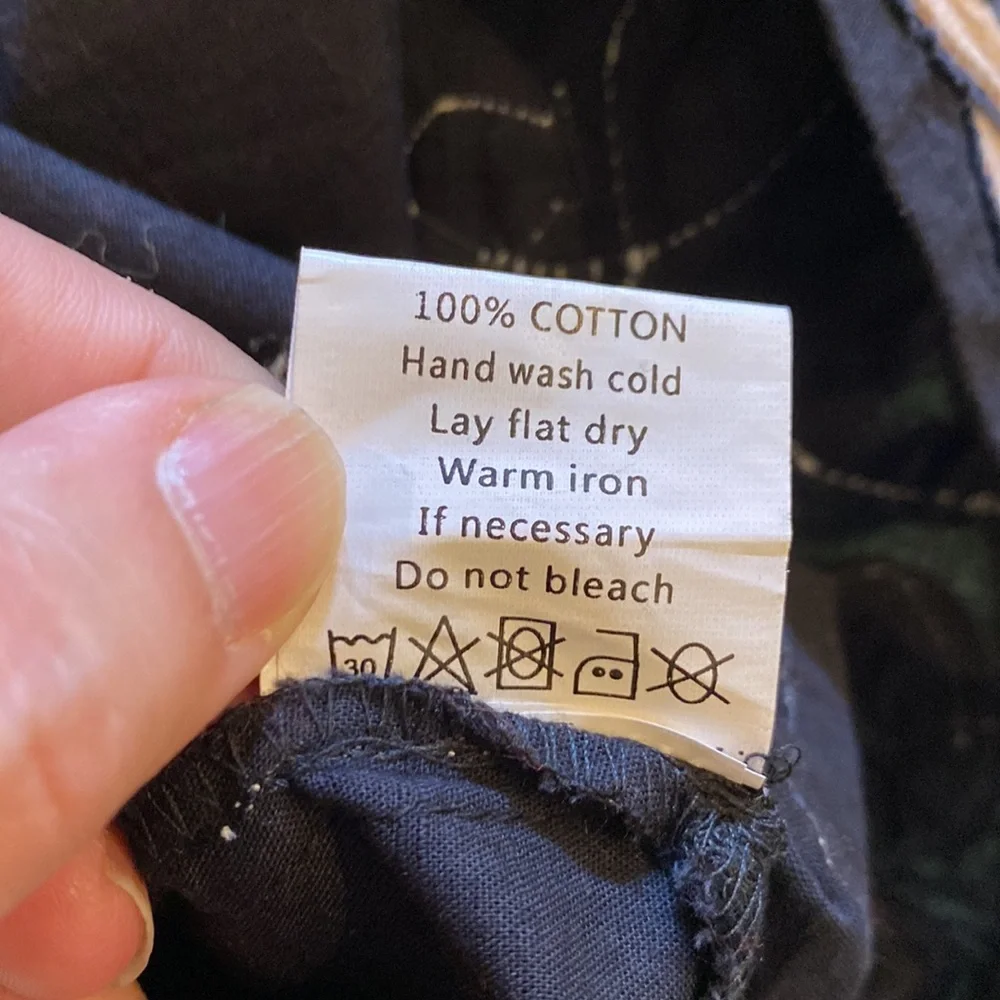 100% COTTON
Hand wash cold
Lay flat dry
Warm iron
If necessary
Do not bleach
30